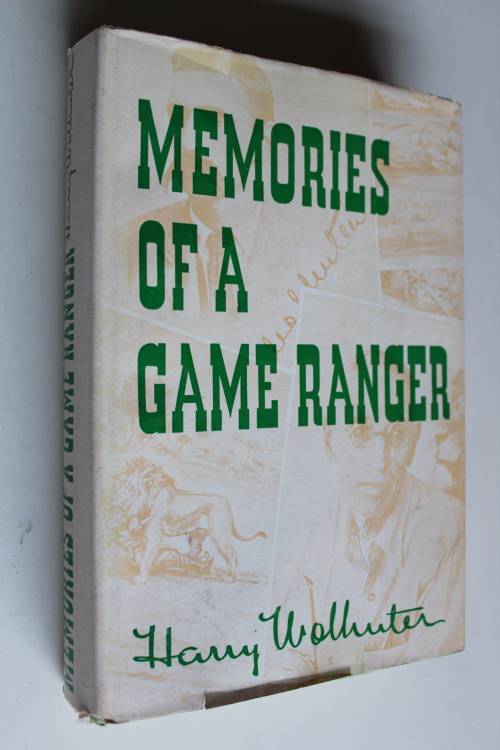 MEMORIES
OF A
GAME RANGER
Harry Wolhuter
MEMORIES OF A GAME RANGER